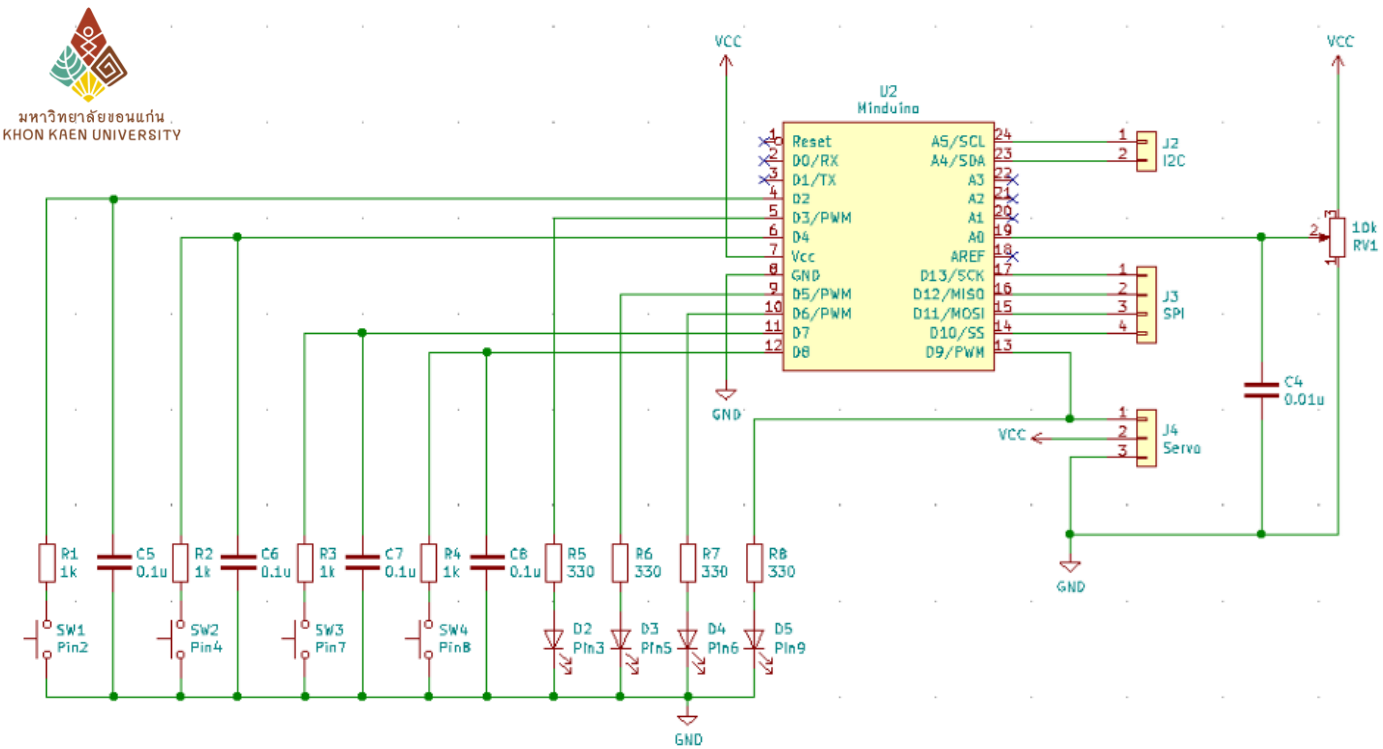 มหาวิทยาลัยขอนแก่น
KHON KAEN UNIVERSITY
VCC
VCC
U2
Minduino
1 Reset
2 D0/RX
3 D1/TX
4 D2
5 D3/PWM
6 D4
7 Vcc
8 GND
9 D5/PWM
10 D6/PWM
11 D7
12 D8
A5/SCL 24
A4/SDA 23
A3 22
A2 21
A1 20
A0 19
AREF 18
D13/SCK 17
D12/MISO 16
D11/MOSI 15
D10/SS 14
D9/PWM 13
1 J2
2 I2C
3
2 10k
RV1
1
1
2 J3
3 SPI
4
GND
C4
0.01u
1
VCC 2 J4
3 Servo
GND
R1
1k
C5
0.1u
R2
1k
C6
0.1u
R3
1k
C7
0.1u
R4
1k
C8
0.1u
R5
330
R6
330
R7
330
R8
330
SW1
Pin2
SW2
Pin4
SW3
Pin7
SW4
Pin8
D2
Pin3
D3
Pin5
D4
Pin6
D5
Pin9
GND